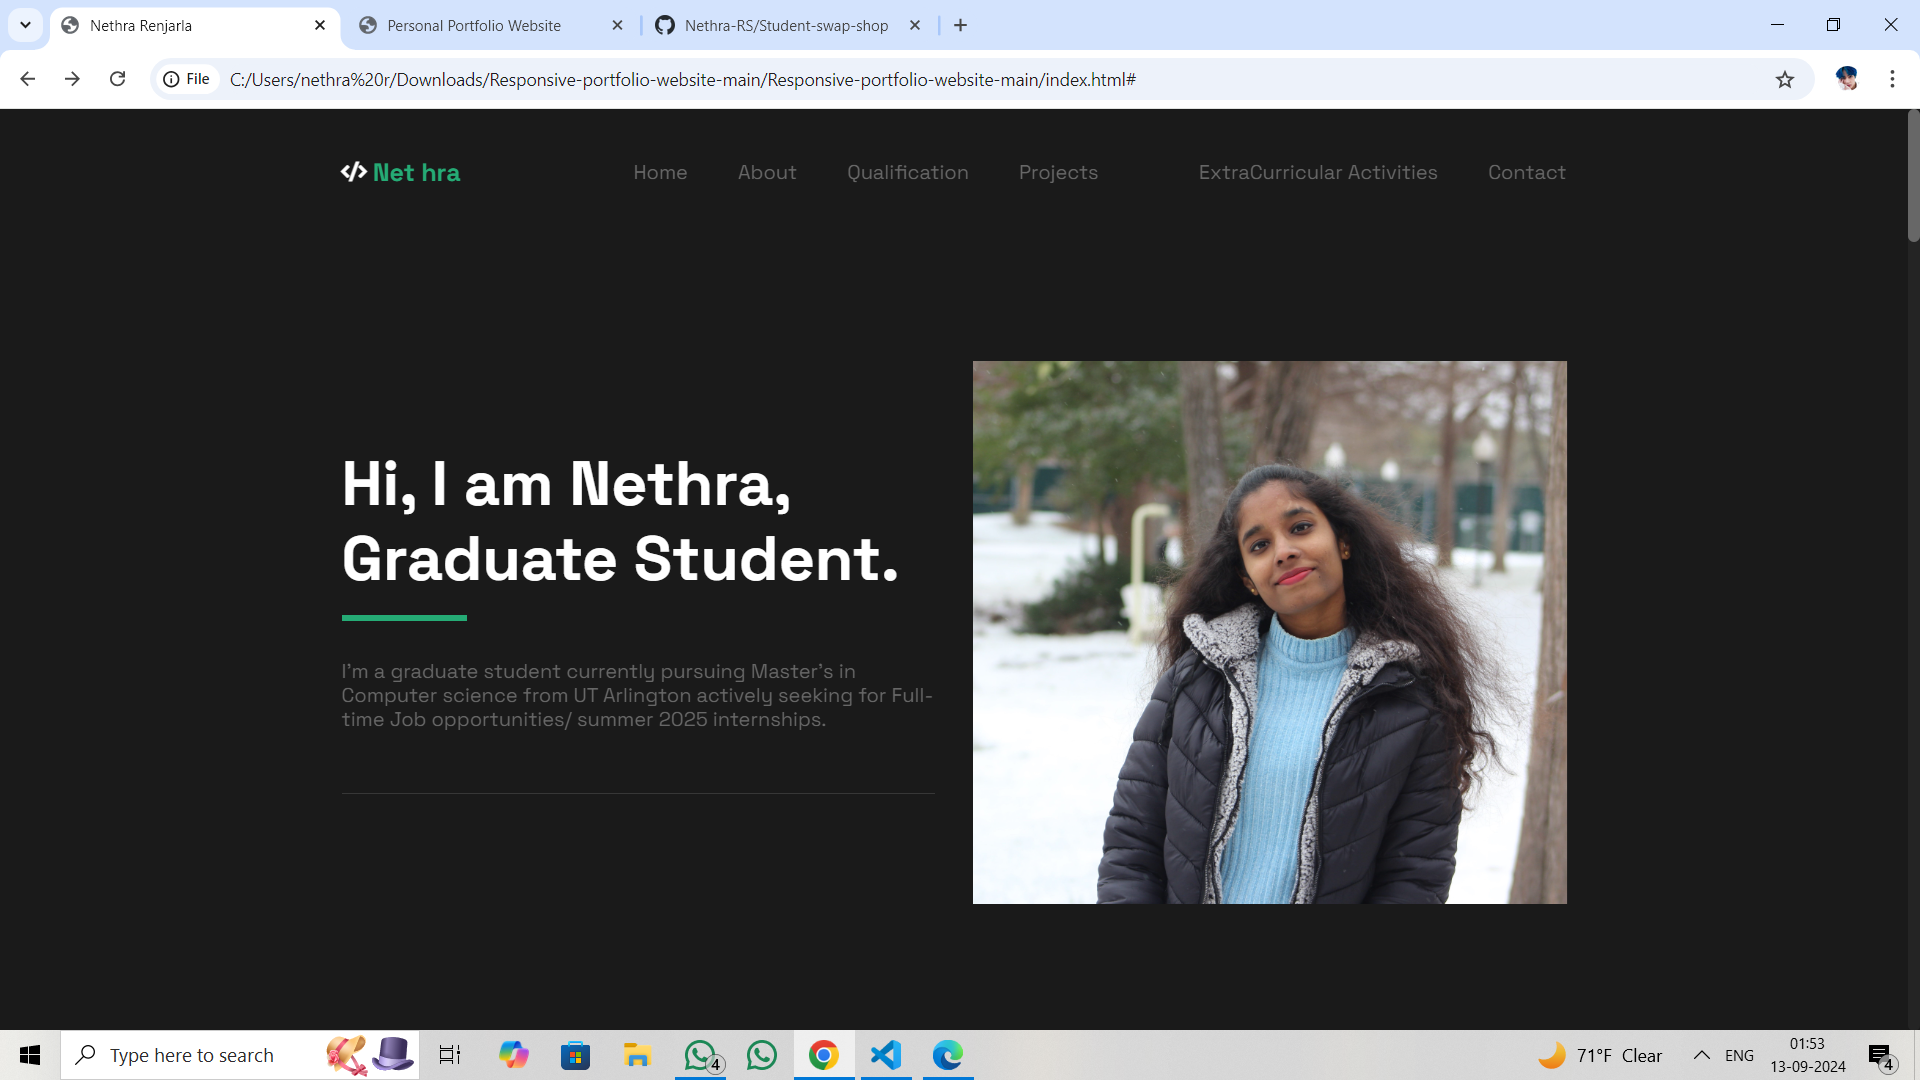 Nethra Renjarla
Personal Portfolio Website
Nethra-RS/Student-swap-shop
File
C:/Users/nethra%20r/Downloads/Responsive-portfolio-website-main/Responsive-portfolio-website-main/index.html#
</> Net hra
Home
About
Qualification
Projects
ExtraCurricular Activities
Contact
Hi, I am Nethra,
Graduate Student.
I'm a graduate student currently pursuing Master's in
Computer science from UT Arlington actively seeking for Full-
time Job opportunities/ summer 2025 internships.
Type here to search
4
71°F Clear
ENG
01:53
13-09-2024
4